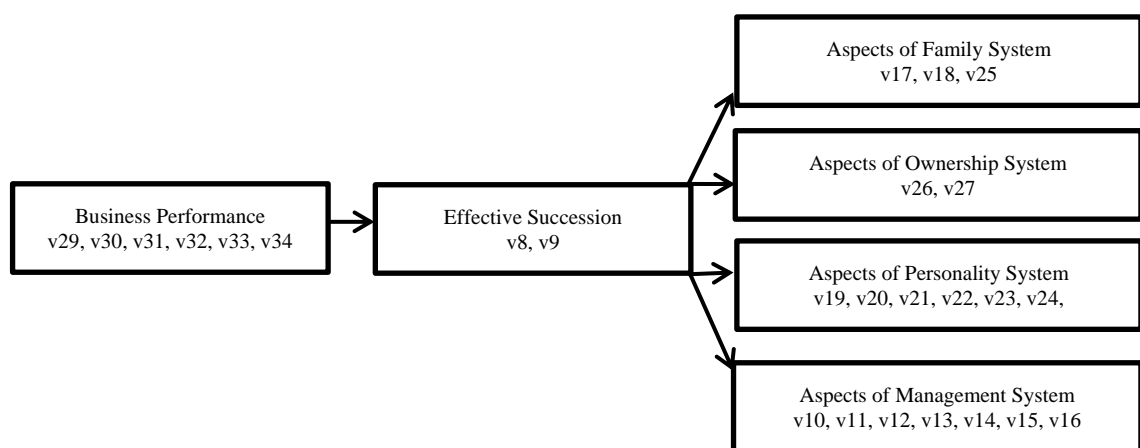 Aspects of Family System
v17, v18, v25
Aspects of Ownership System
v26, v27
Business Performance
v29, v30, v31, v32, v33, v34
Effective Succession
v8, v9
Aspects of Personality System
v19, v20, v21, v22, v23, v24,
Aspects of Management System
v10, v11, v12, v13, v14, v15, v16